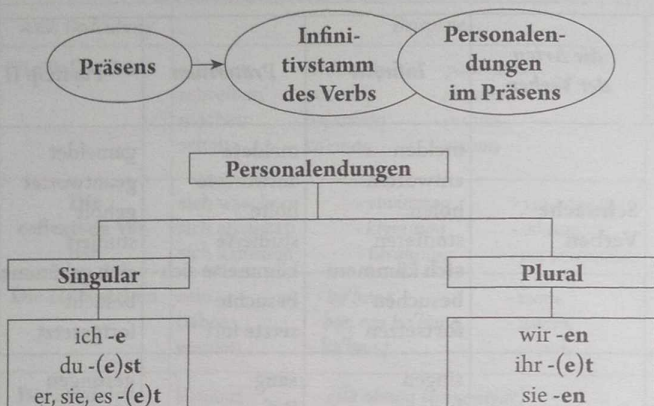 Präsens
Infini-
tivstamm
des Verbs
Personalen-
dungen
im Präsens
Personalendungen
Singular
ich -e
du -(e)st
er, sie, es -(e)t
Plural
wir -en
ihr -(e)t
sie -en